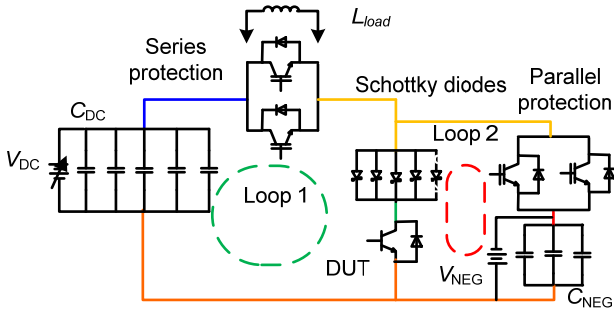 L_load
Series
protection
Schottky diodes
Parallel
protection
C_DC
Loop 2
V_DC
Loop 1
DUT
V_NEG
C_NEG